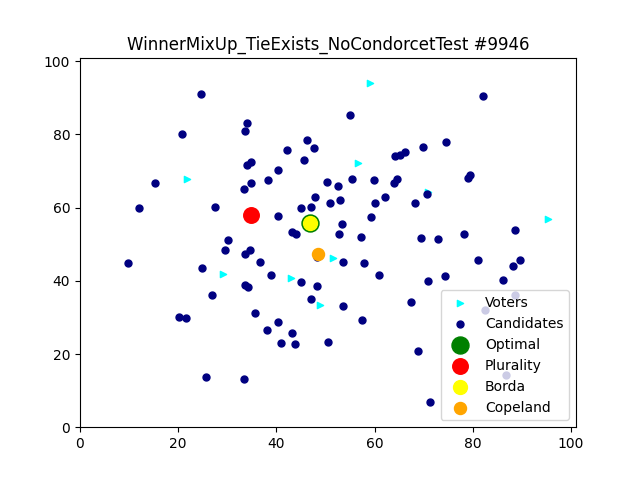 WinnerMixUp_TieExists_NoCondorcetTest #9946
100
80
60
40
20
0
0
20
40
60
80
100
Voters
Candidates
Optimal
Plurality
Borda
Copeland